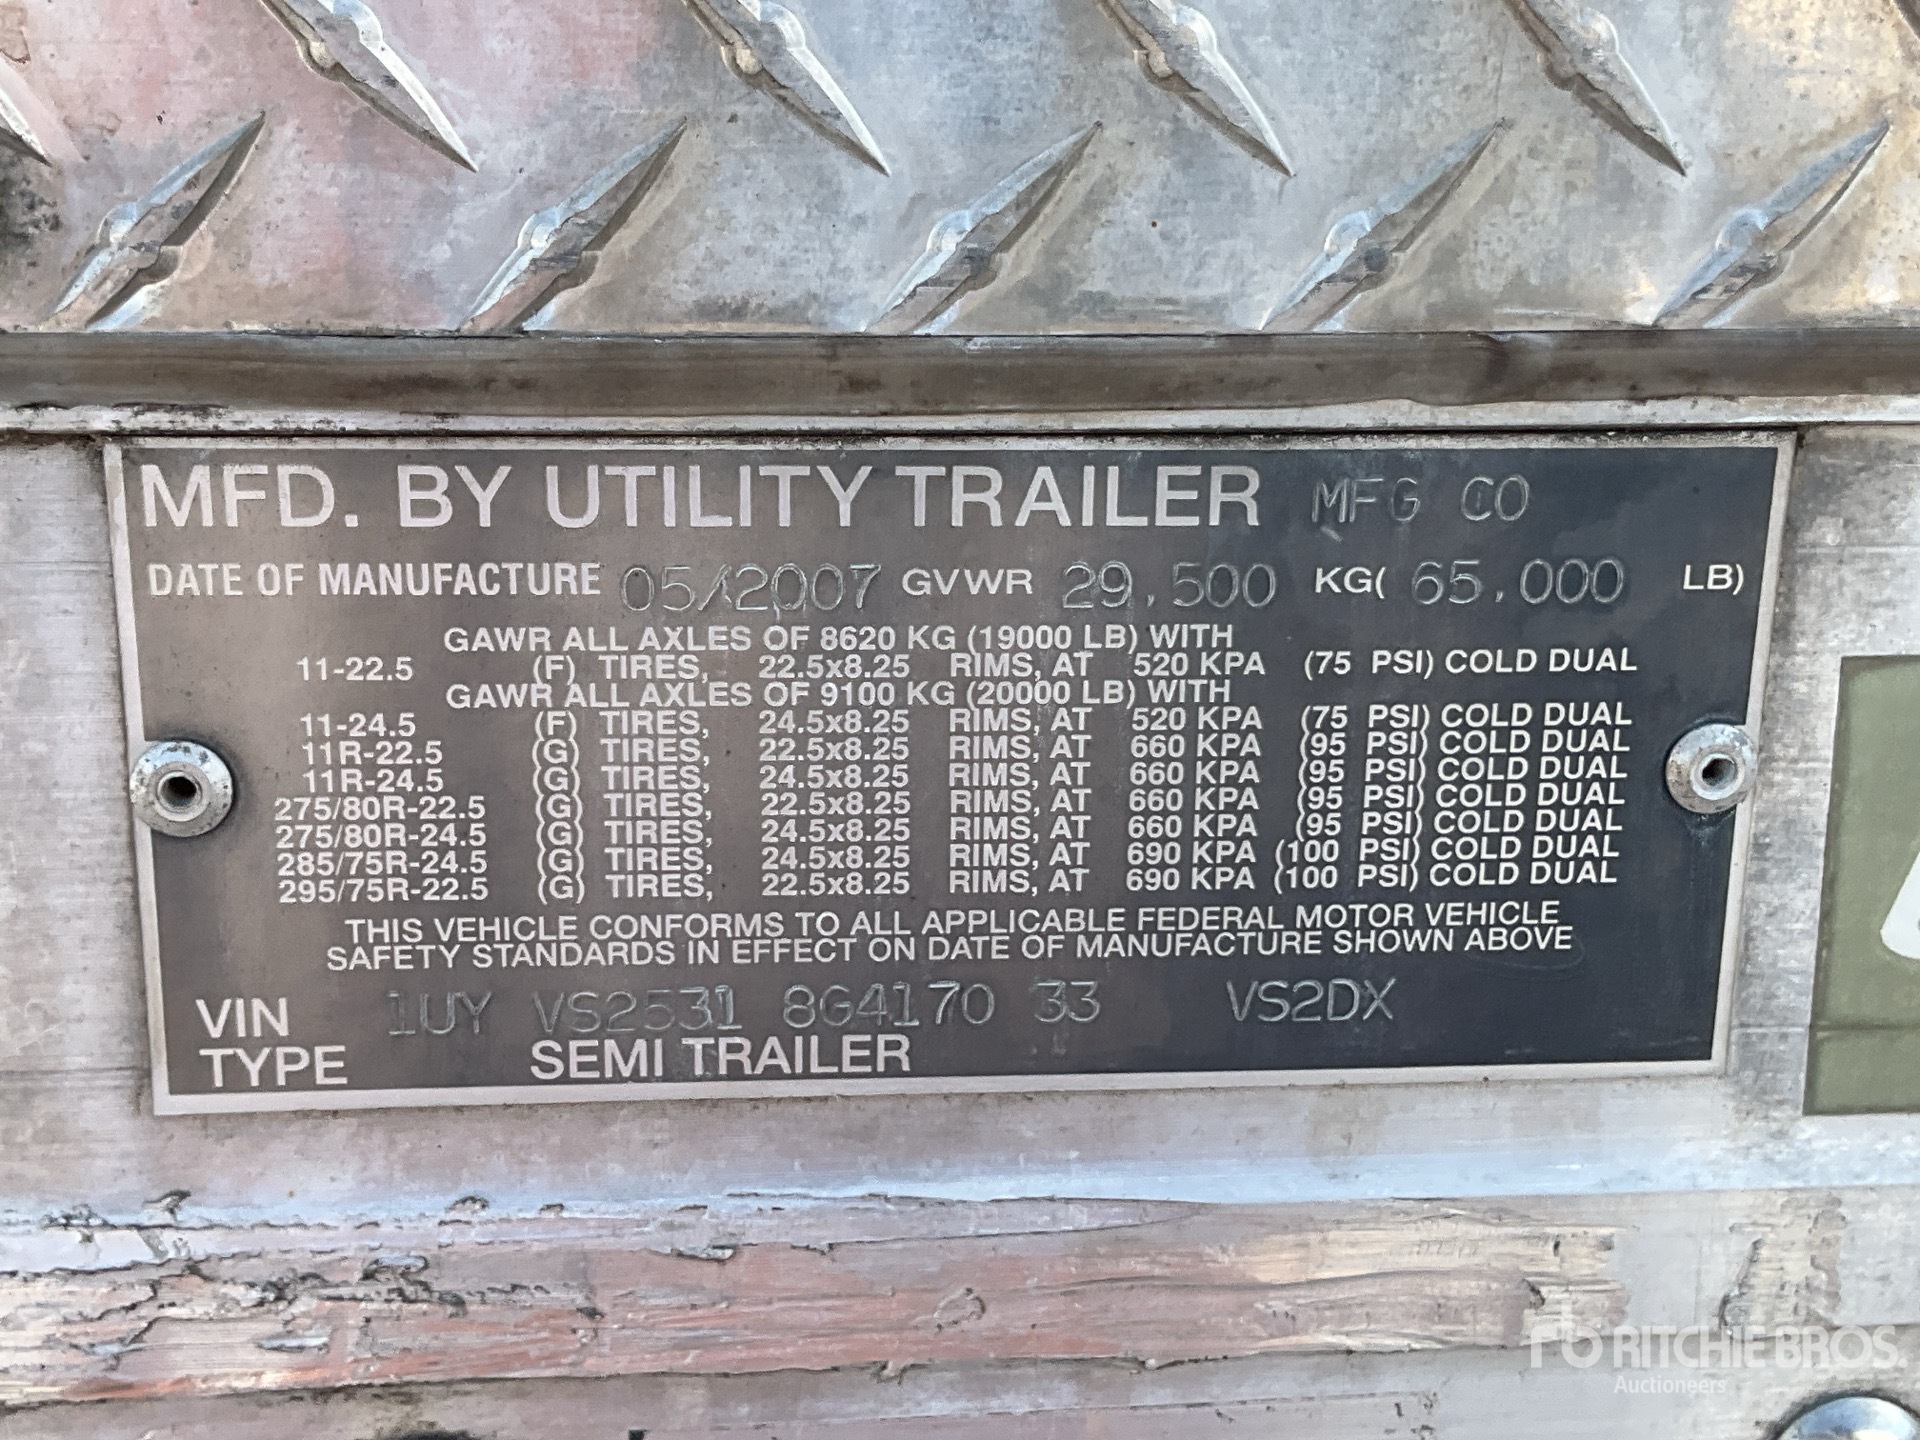 MFD. BY UTILITY TRAILER MFG CO
DATE OF MANUFACTURE 05/2007 GVWR 29,500 KG( 65,000 LB)
GAWR ALL AXLES OF 8620 KG (19000 LB) WITH
11-22.5 (F) TIRES, 22.5x8.25 RIMS, AT 520 KPA (75 PSI) COLD DUAL
GAWR ALL AXLES OF 9100 KG (20000 LB) WITH
11-24.5 (F) TIRES, 24.5x8.25 RIMS, AT 520 KPA (75 PSI) COLD DUAL
11R-22.5 (G) TIRES, 22.5x8.25 RIMS, AT 660 KPA (95 PSI) COLD DUAL
11R-24.5 (G) TIRES, 24.5x8.25 RIMS, AT 660 KPA (95 PSI) COLD DUAL
275/80R-22.5 (G) TIRES, 22.5x8.25 RIMS, AT 660 KPA (95 PSI) COLD DUAL
275/80R-24.5 (G) TIRES, 24.5x8.25 RIMS, AT 660 KPA (95 PSI) COLD DUAL
285/75R-24.5 (G) TIRES, 24.5x8.25 RIMS, AT 690 KPA (100 PSI) COLD DUAL
295/75R-22.5 (G) TIRES, 22.5x8.25 RIMS, AT 690 KPA (100 PSI) COLD DUAL
THIS VEHICLE CONFORMS TO ALL APPLICABLE FEDERAL MOTOR VEHICLE
SAFETY STANDARDS IN EFFECT ON DATE OF MANUFACTURE SHOWN ABOVE
VIN 1UY VS2531 8G4170 33 VS2DX
TYPE SEMI TRAILER
rb RITCHIE BROS.
Auctioneers